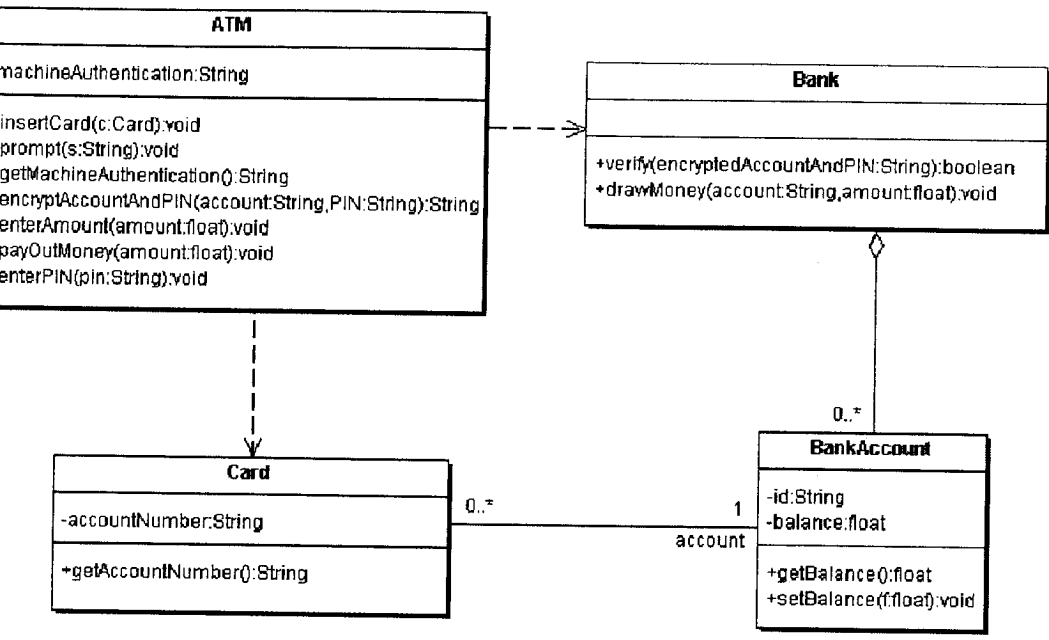 ATM
machineAuthentication:String
insertCard(c:Card):void
prompt(s:String):void
getMachineAuthentication():String
encryptAccountAndPIN(account:String,PIN:String):String
enterAmount(amount:float):void
payOutMoney(amount:float):void
enterPIN(pin:String):void
Bank
+verify(encryptedAccountAndPIN:String):boolean
+drawMoney(account:String,amount:float):void
0..*
Card
-accountNumber:String
+getAccountNumber():String
0..*
1
account
BankAccount
-id:String
-balance:float
+getBalance():float
+setBalance(f:float):void